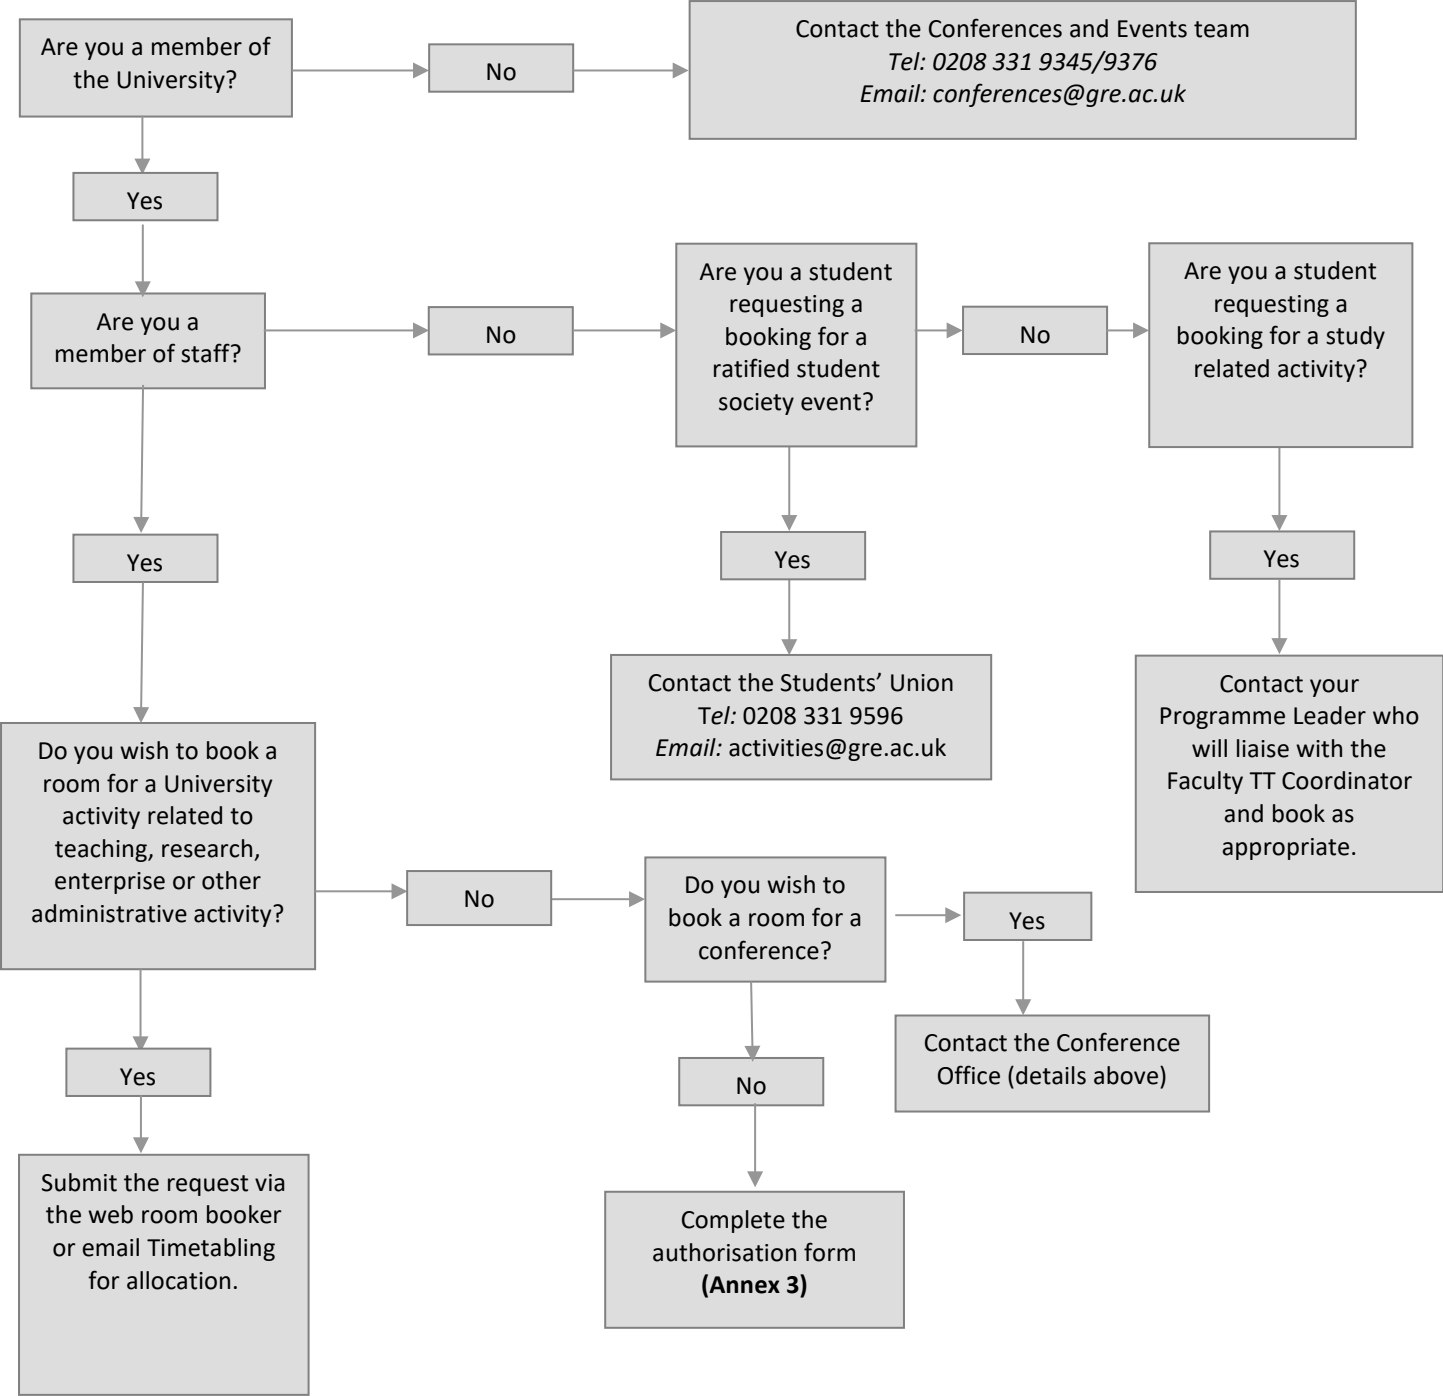 Are you a member of
the University?
No
Contact the Conferences and Events team
Tel: 0208 331 9345/9376
Email: conferences@gre.ac.uk
Yes
Are you a
member of staff?
No
Are you a student
requesting a
booking for a
ratified student
society event?
No
Are you a student
requesting a
booking for a study
related activity?
Yes
Yes
Yes
Contact the Students’ Union
Tel: 0208 331 9596
Email: activities@gre.ac.uk
Contact your
Programme Leader who
will liaise with the
Faculty TT Coordinator
and book as
appropriate.
Do you wish to book a
room for a University
activity related to
teaching, research,
enterprise or other
administrative activity?
No
Do you wish to
book a room for a
conference?
Yes
Contact the Conference
Office (details above)
Yes
No
Submit the request via
the web room booker
or email Timetabling
for allocation.
Complete the
authorisation form
(Annex 3)